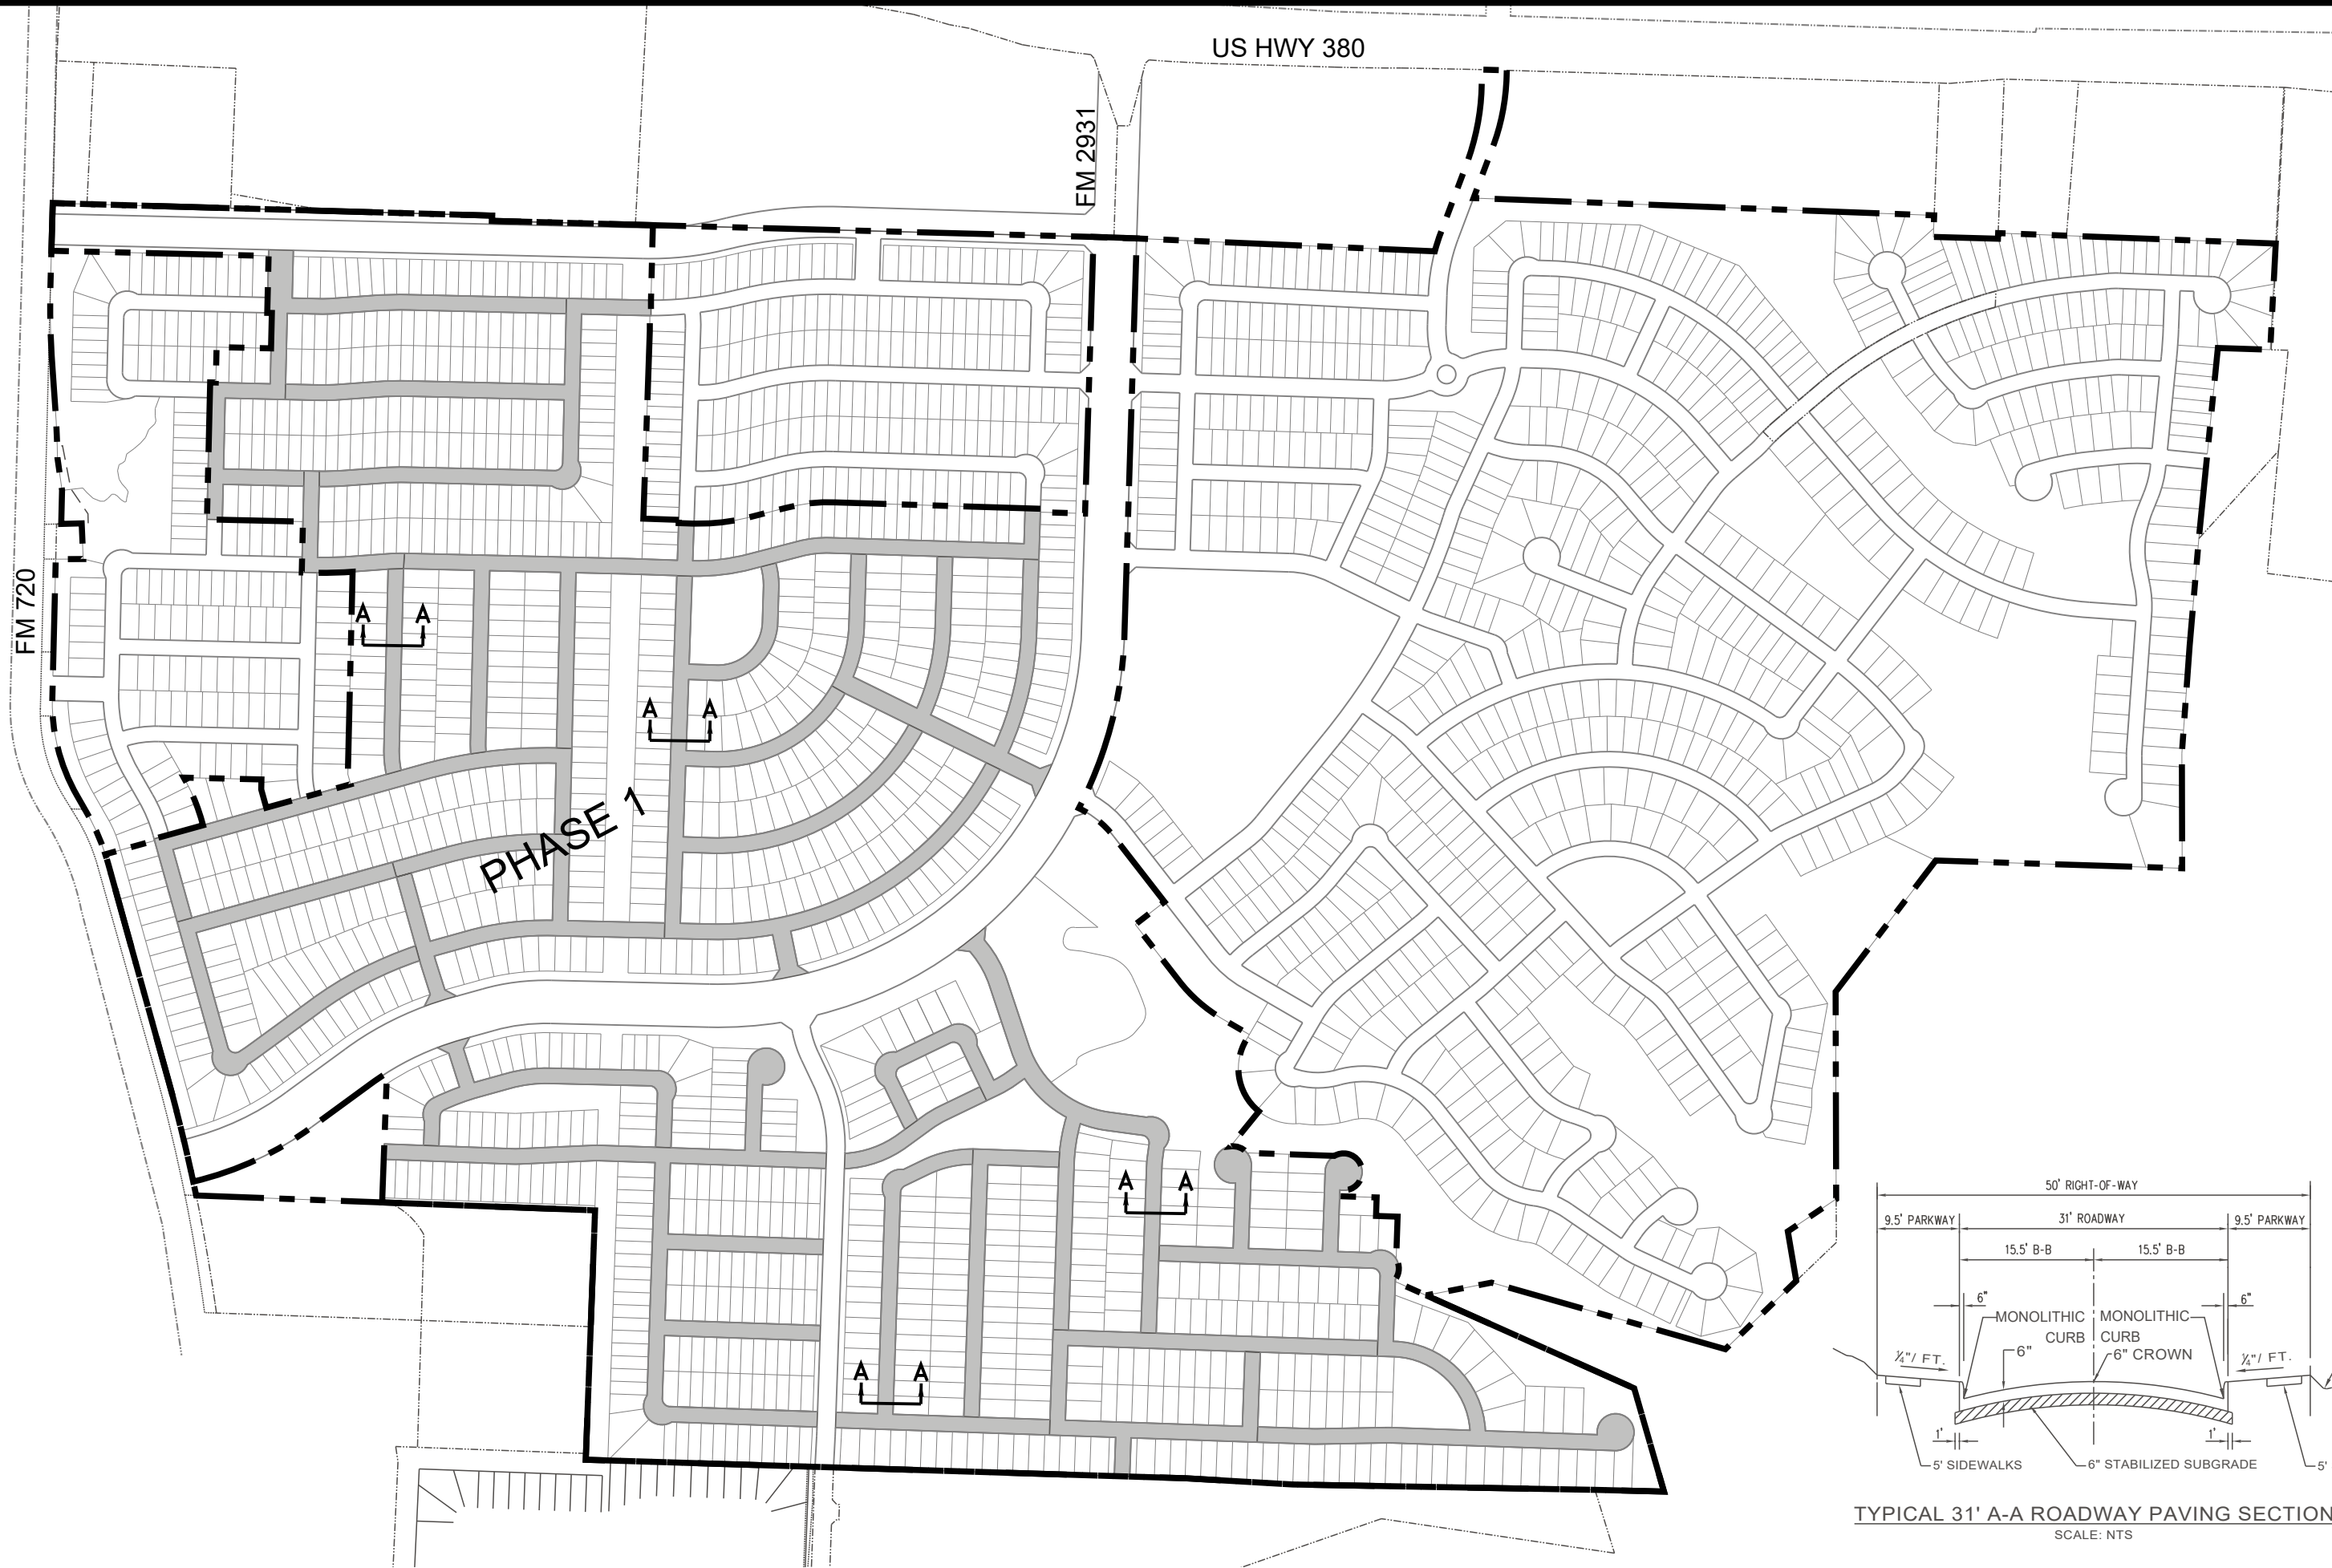 US HWY 380
FM 2931
FM 720
A A
A A
PHASE 1
A A
A A
50' RIGHT-OF-WAY
9.5' PARKWAY 31' ROADWAY 9.5' PARKWAY
15.5' B-B 15.5' B-B
6" 6"
MONOLITHIC CURB MONOLITHIC CURB
6" 6" CROWN
¼"/ FT. ¼"/ FT.
1' 1'
5' SIDEWALKS 6" STABILIZED SUBGRADE 5'
TYPICAL 31' A-A ROADWAY PAVING SECTION
SCALE: NTS